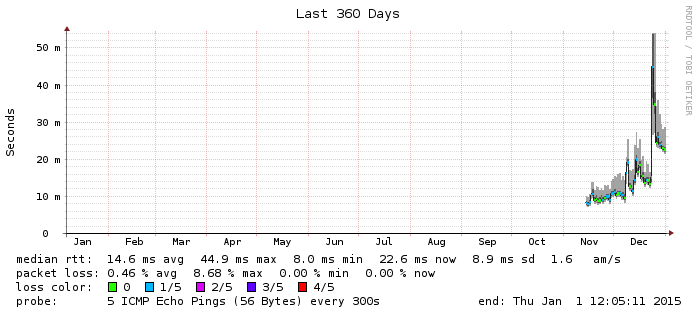 Last 360 Days
RRDTOOL / TOBI OETIKER
Seconds
50 m
40 m
30 m
20 m
10 m
0
Jan Feb Mar Apr May Jun Jul Aug Sep Oct Nov Dec
median rtt: 14.6 ms avg 44.9 ms max 8.0 ms min 22.6 ms now 8.9 ms sd 1.6 am/s
packet loss: 0.46 % avg 8.68 % max 0.00 % min 0.00 % now
loss color: 0 1/5 2/5 3/5 4/5
probe: 5 ICMP Echo Pings (56 Bytes) every 300s end: Thu Jan 1 12:05:11 2015